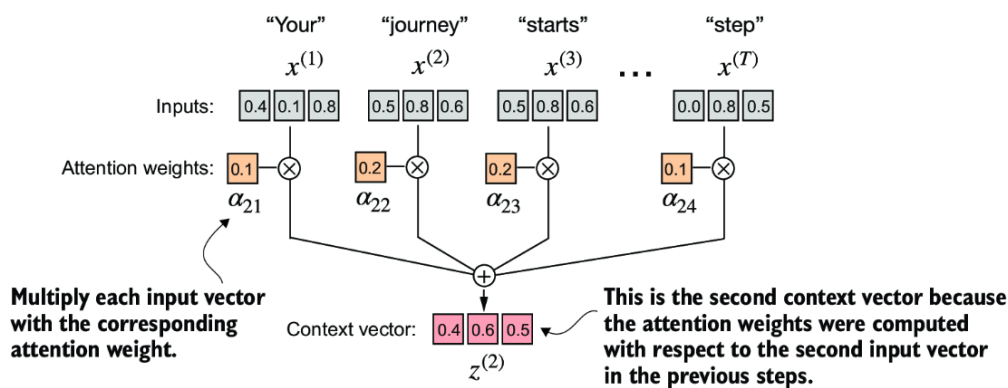 “Your” “journey” “starts” “step”
x(1) x(2) x(3) ... x(T)
Inputs: 0.4 0.1 0.8 0.5 0.8 0.6 0.5 0.8 0.6 0.0 0.8 0.5
Attention weights: 0.1 0.2 0.2 0.1
α21 α22 α23 α24
Multiply each input vector
with the corresponding
attention weight.
Context vector: 0.4 0.6 0.5
z(2)
This is the second context vector because
the attention weights were computed
with respect to the second input vector
in the previous steps.